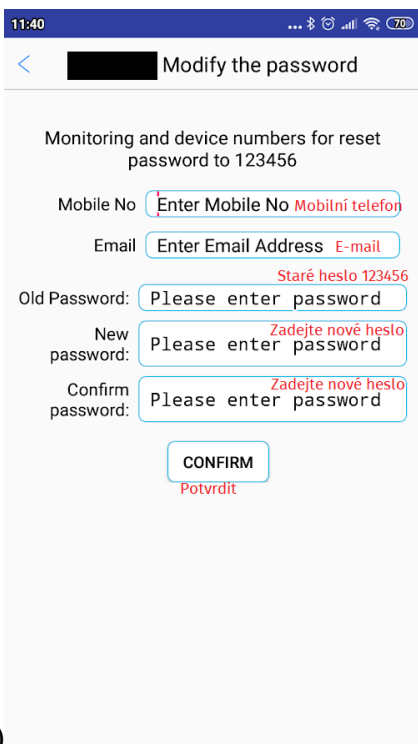 11:40 70
Modify the password
Monitoring and device numbers for reset
password to 123456
Mobile No Enter Mobile No Mobilní telefon
Email Enter Email Address E-mail
Staré heslo 123456
Old Password: Please enter password
Zadejte nové heslo
New
password: Please enter password
Zadejte nové heslo
Confirm
password: Please enter password
CONFIRM
Potvrdit
)